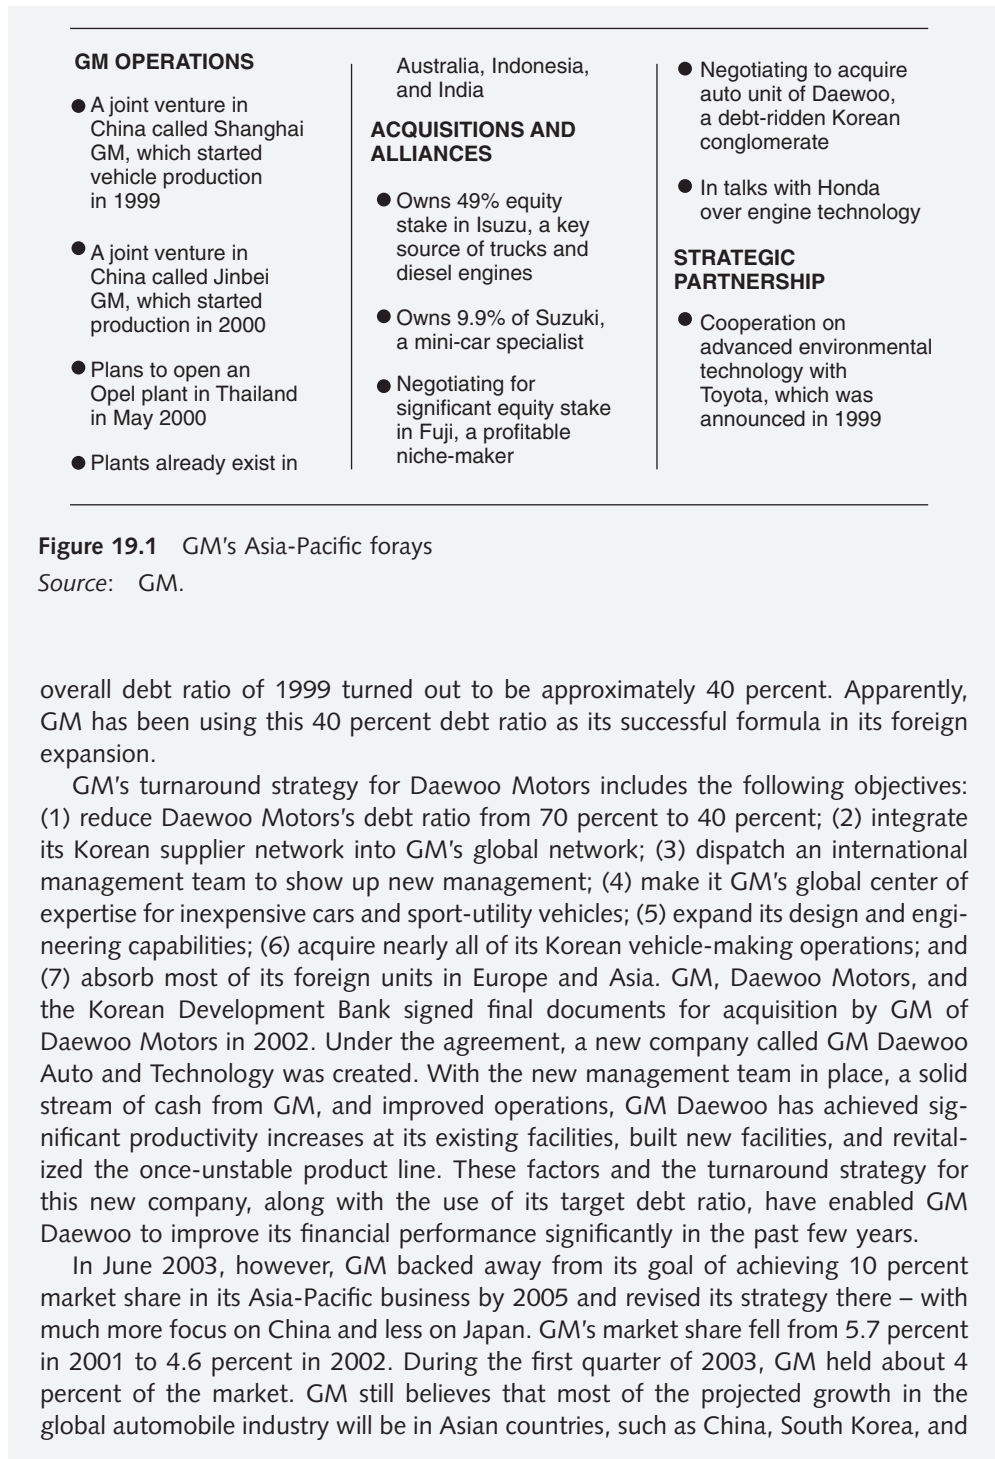 GM OPERATIONS
● A joint venture in
China called Shanghai
GM, which started
vehicle production
in 1999
● A joint venture in
China called Jinbei
GM, which started
production in 2000
● Plans to open an
Opel plant in Thailand
in May 2000
● Plants already exist in
Australia, Indonesia,
and India
ACQUISITIONS AND
ALLIANCES
● Owns 49% equity
stake in Isuzu, a key
source of trucks and
diesel engines
● Owns 9.9% of Suzuki,
a mini-car specialist
● Negotiating for
significant equity stake
in Fuji, a profitable
niche-maker
● Negotiating to acquire
auto unit of Daewoo,
a debt-ridden Korean
conglomerate
● In talks with Honda
over engine technology
STRATEGIC
PARTNERSHIP
● Cooperation on
advanced environmental
technology with
Toyota, which was
announced in 1999
Figure 19.1 GM's Asia-Pacific forays
Source: GM.
overall debt ratio of 1999 turned out to be approximately 40 percent. Apparently,
GM has been using this 40 percent debt ratio as its successful formula in its foreign
expansion.
GM's turnaround strategy for Daewoo Motors includes the following objectives:
(1) reduce Daewoo Motors's debt ratio from 70 percent to 40 percent; (2) integrate
its Korean supplier network into GM's global network; (3) dispatch an international
management team to show up new management; (4) make it GM's global center of
expertise for inexpensive cars and sport-utility vehicles; (5) expand its design and engi-
neering capabilities; (6) acquire nearly all of its Korean vehicle-making operations; and
(7) absorb most of its foreign units in Europe and Asia. GM, Daewoo Motors, and
the Korean Development Bank signed final documents for acquisition by GM of
Daewoo Motors in 2002. Under the agreement, a new company called GM Daewoo
Auto and Technology was created. With the new management team in place, a solid
stream of cash from GM, and improved operations, GM Daewoo has achieved sig-
nificant productivity increases at its existing facilities, built new facilities, and revital-
ized the once-unstable product line. These factors and the turnaround strategy for
this new company, along with the use of its target debt ratio, have enabled GM
Daewoo to improve its financial performance significantly in the past few years.
In June 2003, however, GM backed away from its goal of achieving 10 percent
market share in its Asia-Pacific business by 2005 and revised its strategy there – with
much more focus on China and less on Japan. GM's market share fell from 5.7 percent
in 2001 to 4.6 percent in 2002. During the first quarter of 2003, GM held about 4
percent of the market. GM still believes that most of the projected growth in the
global automobile industry will be in Asian countries, such as China, South Korea, and